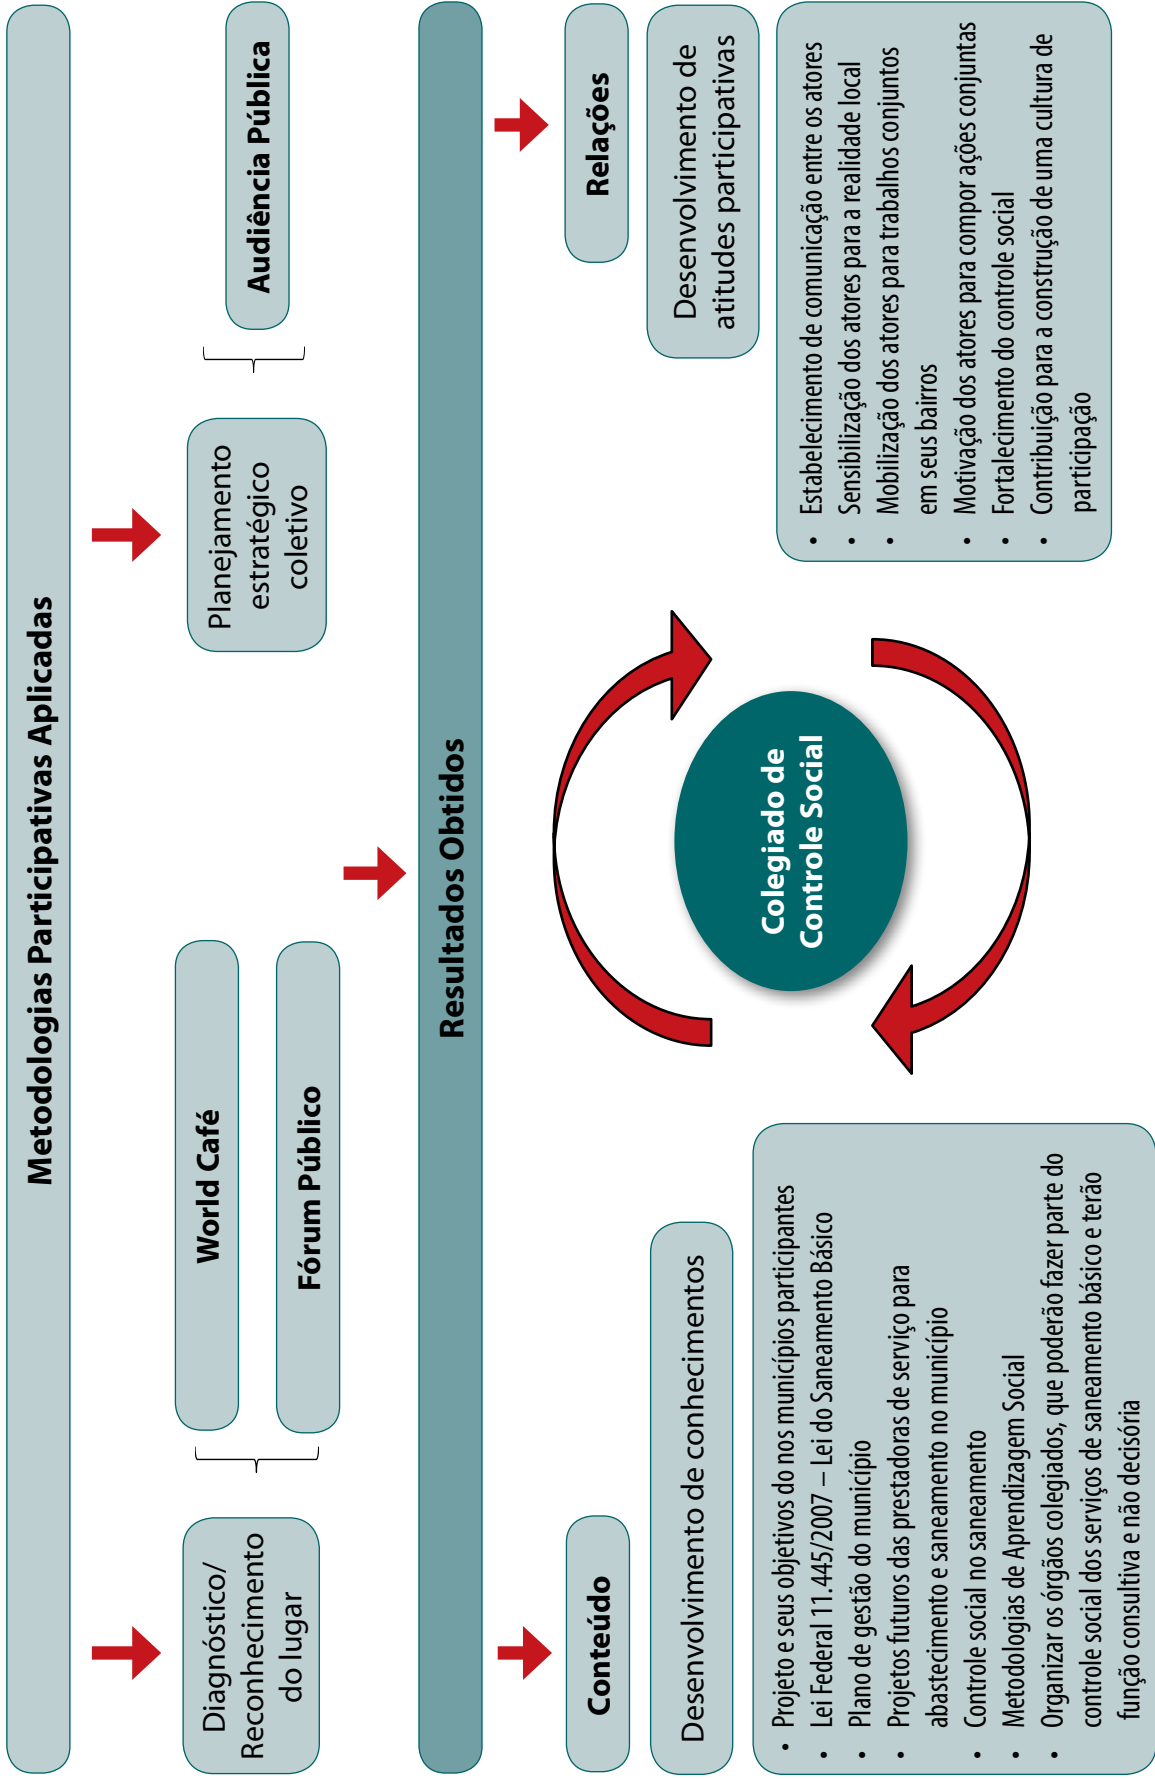 Metodologias Participativas Aplicadas
Diagnóstico/
Reconhecimento
do lugar
World Café
Fórum Público
Planejamento
estratégico
coletivo
Audiência Pública
Resultados Obtidos
Conteúdo
Desenvolvimento de conhecimentos
• Projeto e seus objetivos do nos municípios participantes
• Lei Federal 11.445/2007 – Lei do Saneamento Básico
• Plano de gestão do município
• Projetos futuros das prestadoras de serviço para
abastecimento e saneamento no município
• Controle social no saneamento
• Metodologias de Aprendizagem Social
• Organizar os órgãos colegiados, que poderão fazer parte do
controle social dos serviços de saneamento básico e terão
função consultiva e não decisória
Colegiado de
Controle Social
Relações
Desenvolvimento de
atitudes participativas
• Estabelecimento de comunicação entre os atores
• Sensibilização dos atores para a realidade local
• Mobilização dos atores para trabalhos conjuntos
em seus bairros
• Motivação dos atores para compor ações conjuntas
• Fortalecimento do controle social
• Contribuição para a construção de uma cultura de
participação